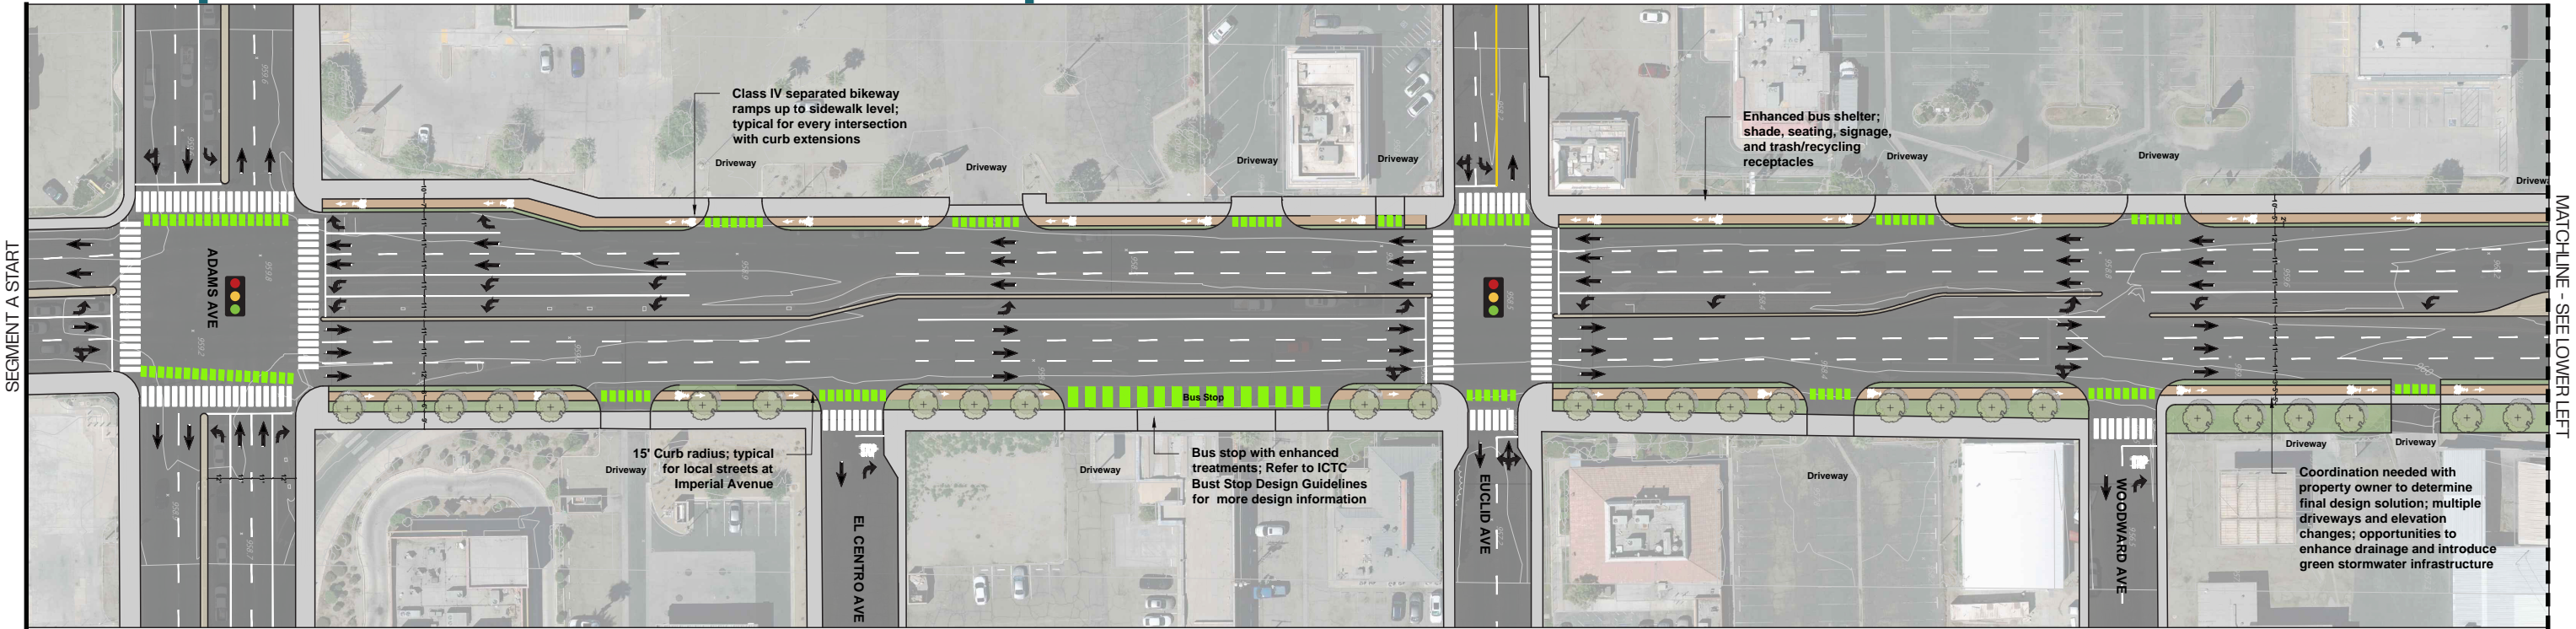 SEGMENT A START
ADAMS AVE
Class IV separated bikeway
ramps up to sidewalk level;
typical for every intersection
with curb extensions
Driveway
Driveway
Driveway
Driveway
Enhanced bus shelter;
shade, seating, signage,
and trash/recycling
receptacles
Driveway
Driveway
Drivew
Bus Stop
15' Curb radius; typical
for local streets at
Imperial Avenue
Driveway
EL CENTRO AVE
Driveway
Bus stop with enhanced
treatments; Refer to ICTC
Bust Stop Design Guidelines
for more design information
EUCLID AVE
Driveway
WOODWARD AVE
Driveway
Driveway
Coordination needed with
property owner to determine
final design solution; multiple
driveways and elevation
changes; opportunities to
enhance drainage and introduce
green stormwater infrastructure
MATCHLINE - SEE LOWER LEFT